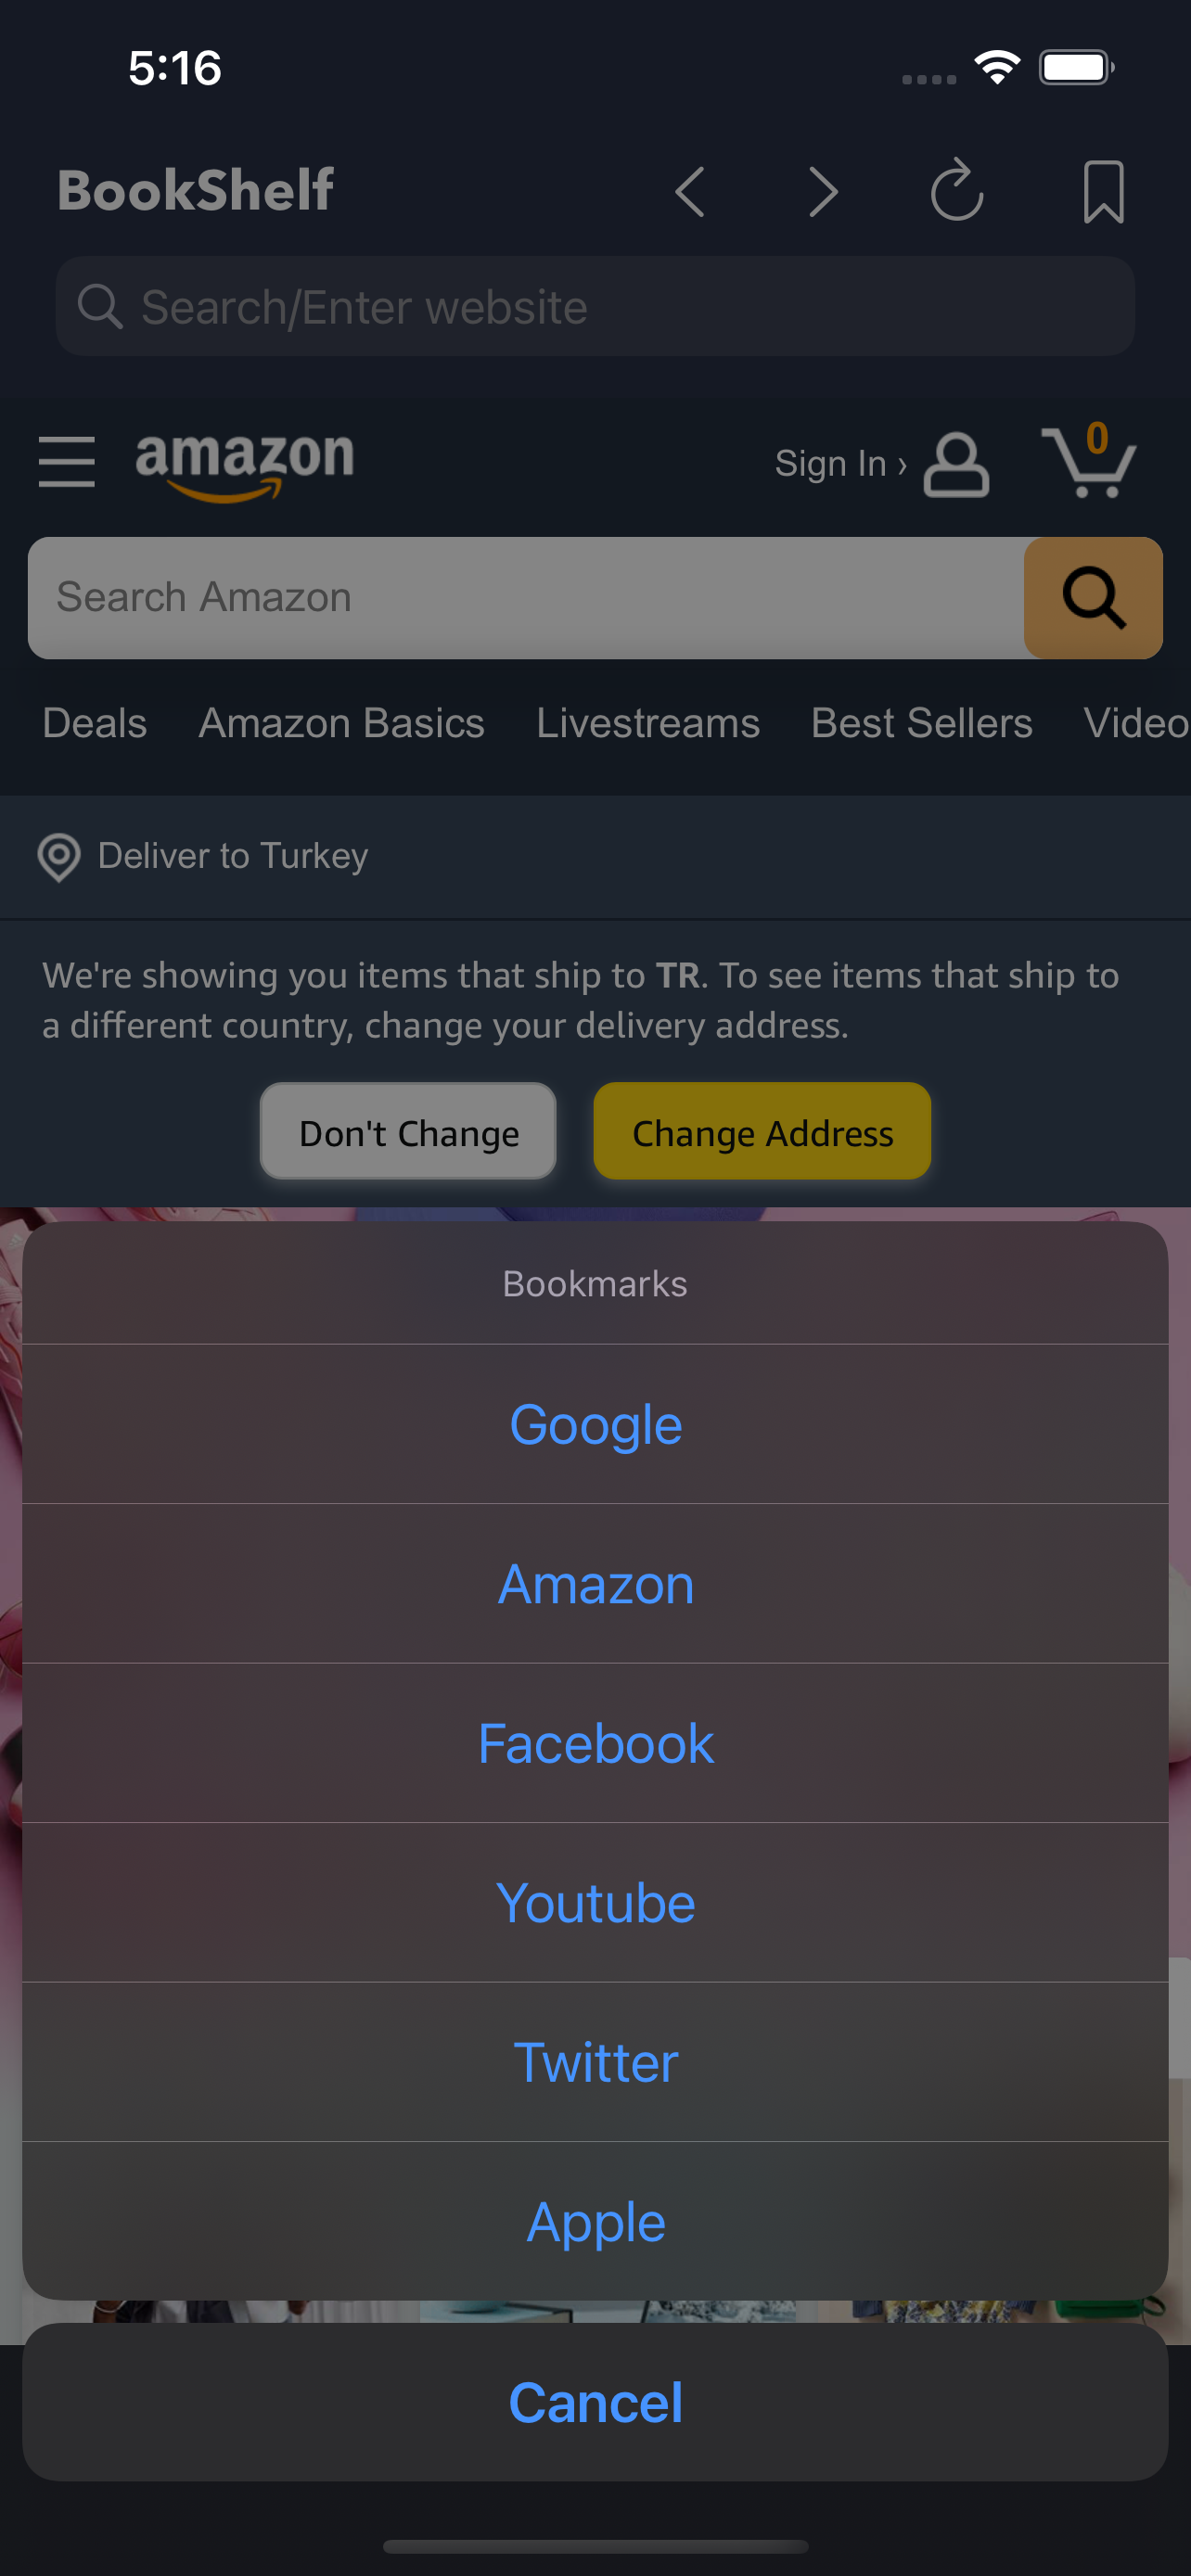 5:16
BookShelf
Search/Enter website
amazon
Sign In ›
0
Search Amazon
Deals Amazon Basics Livestreams Best Sellers Video
Deliver to Turkey
We're showing you items that ship to TR. To see items that ship to
a different country, change your delivery address.
Don't Change Change Address
Bookmarks
Google
Amazon
Facebook
Youtube
Twitter
Apple
Cancel